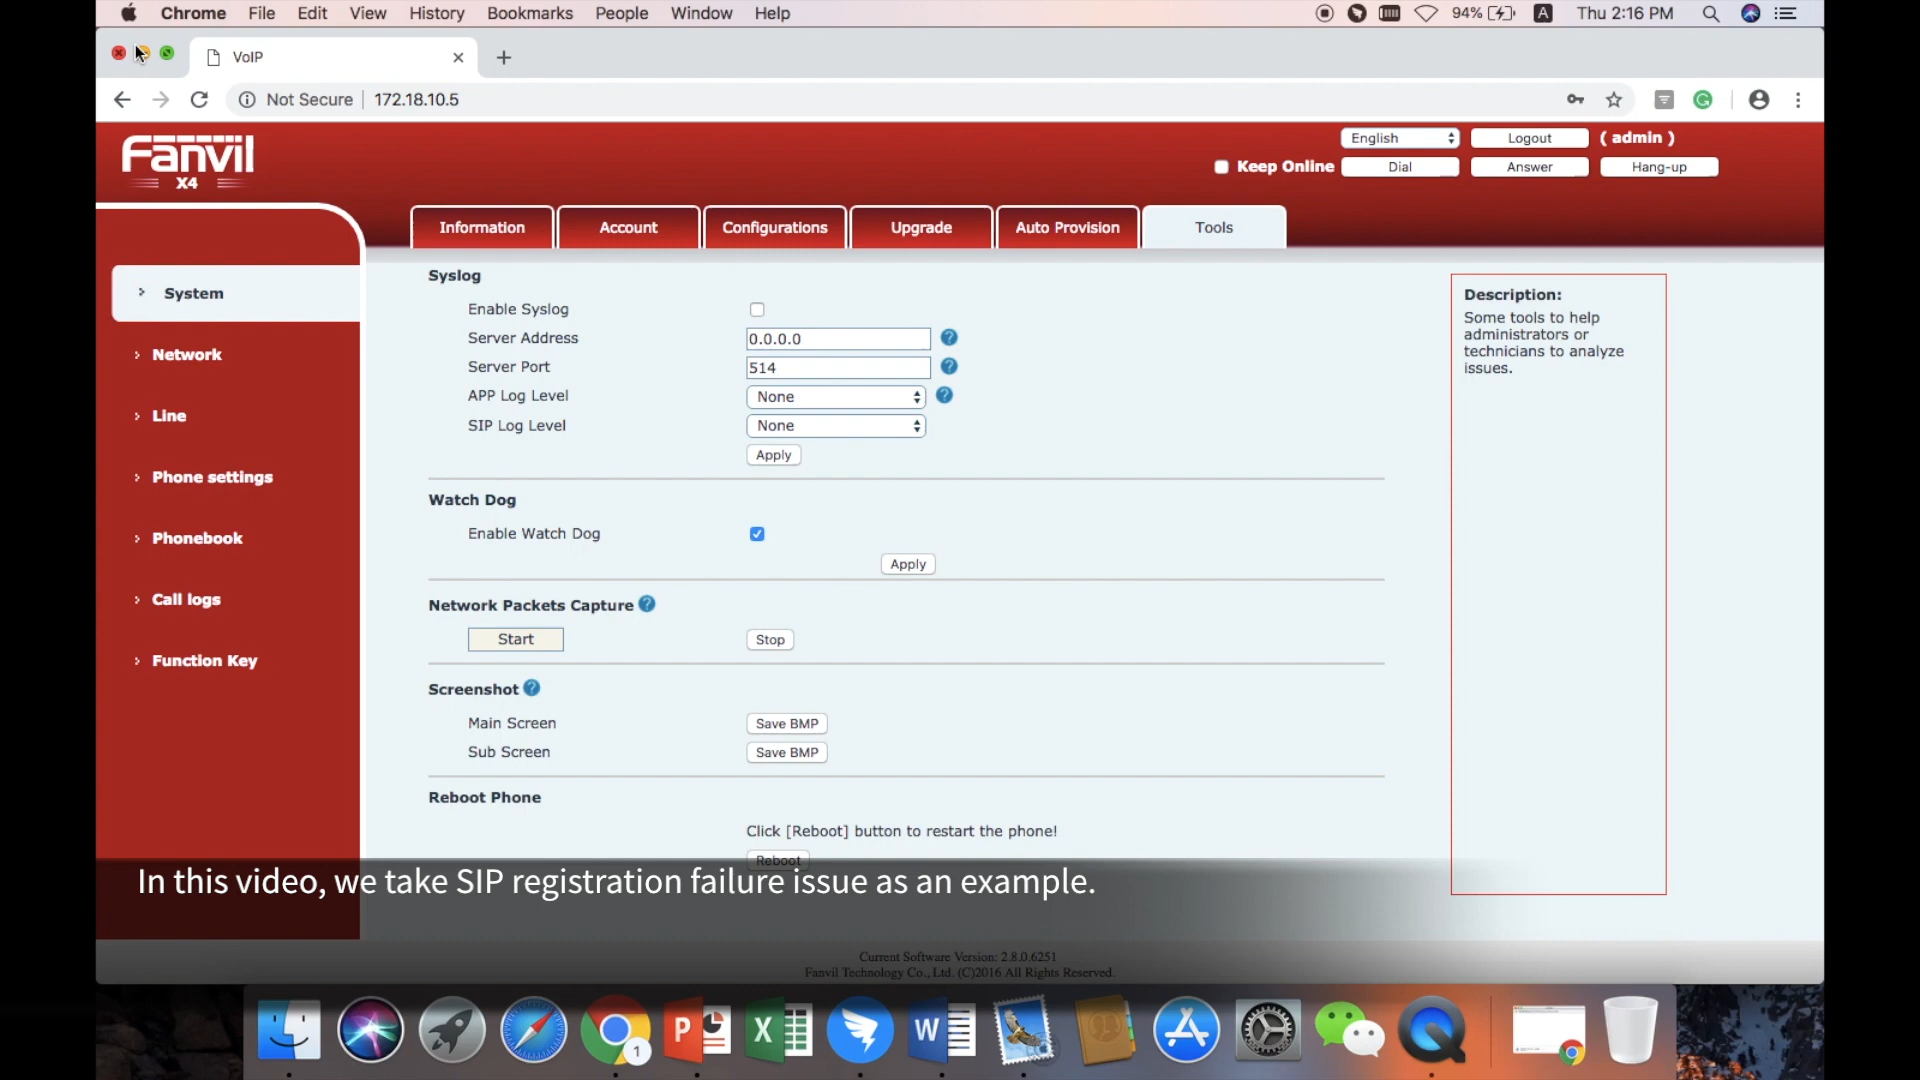 Chrome File Edit View History Bookmarks People Window Help 94% A Thu 2:16 PM
VoIP
Not Secure 172.18.10.5
Fanvil
X4
English Logout ( admin )
Keep Online Dial Answer Hang-up
Information Account Configurations Upgrade Auto Provision Tools
System
Network
Line
Phone settings
Phonebook
Call logs
Function Key
Syslog
Enable Syslog
Server Address 0.0.0.0
Server Port 514
APP Log Level None
SIP Log Level None
Apply
Watch Dog
Enable Watch Dog
Apply
Network Packets Capture
Start Stop
Screenshot
Main Screen Save BMP
Sub Screen Save BMP
Reboot Phone
Click [Reboot] button to restart the phone!
Reboot
Description:
Some tools to help
administrators or
technicians to analyze
issues.
In this video, we take SIP registration failure issue as an example.
Current Software Version: 2.8.0.6251
Fanvil Technology Co., Ltd. (C)2016 All Rights Reserved.
1 P X W